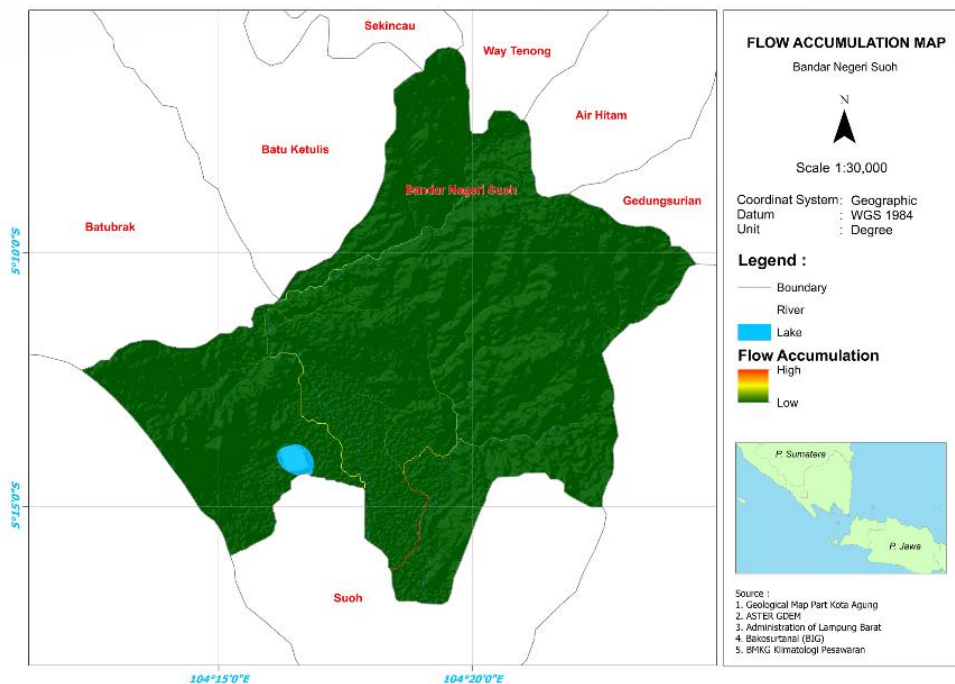 Sekincau
Way Tenong
Air Hitam
Batu Ketulis
Bandar Negari Suoh
Gedungsurian
Batubrak
Suoh
5°10'0"S
5°15'0"S
104°15'0"E
104°20'0"E
FLOW ACCUMULATION MAP
Bandar Negeri Suoh
N
Scale 1:30,000
Coordinat System : Geographic
Datum : WGS 1984
Unit : Degree
Legend :
Boundary
River
Lake
Flow Accumulation
High
Low
P. Sumatera
P. Jawa
Source :
1. Geological Map Part Kota Agung
2. ASTER GDEM
3. Administration of Lampung Barat
4. Bakosurtanal (BIG)
5. BMKG Klimatologi Pesawaran